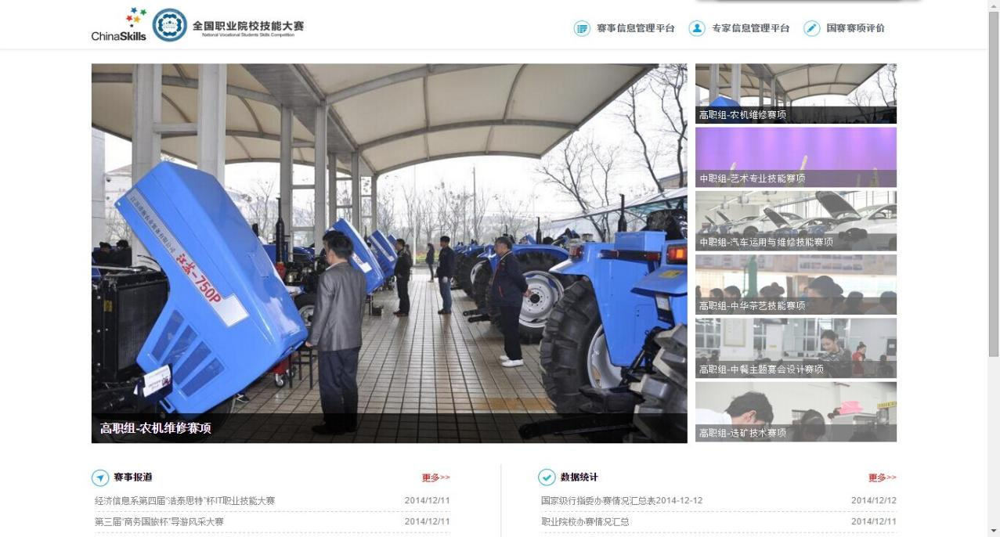 ChinaSkills
全国职业院校技能大赛
National Vocational Students Skills Competition
赛事信息管理平台
专家信息管理平台
国赛赛项评价
江苏-750P
高职组-农机维修赛项
高职组-农机维修赛项
中职组-艺术专业技能赛项
中职组-汽车运用与维修技能赛项
高职组-中华茶艺技能赛项
高职组-中餐主题宴会设计赛项
高职组-选矿技术赛项
赛事报道
更多>>
经济信息系第四届“浩泰思特”杯IT职业技能大赛 2014/12/11
第三届“商务国旅杯”导游风采大赛 2014/12/11
数据统计
更多>>
国家级行指委办赛情况汇总表2014-12-12 2014/12/12
职业院校办赛情况汇总 2014/12/11